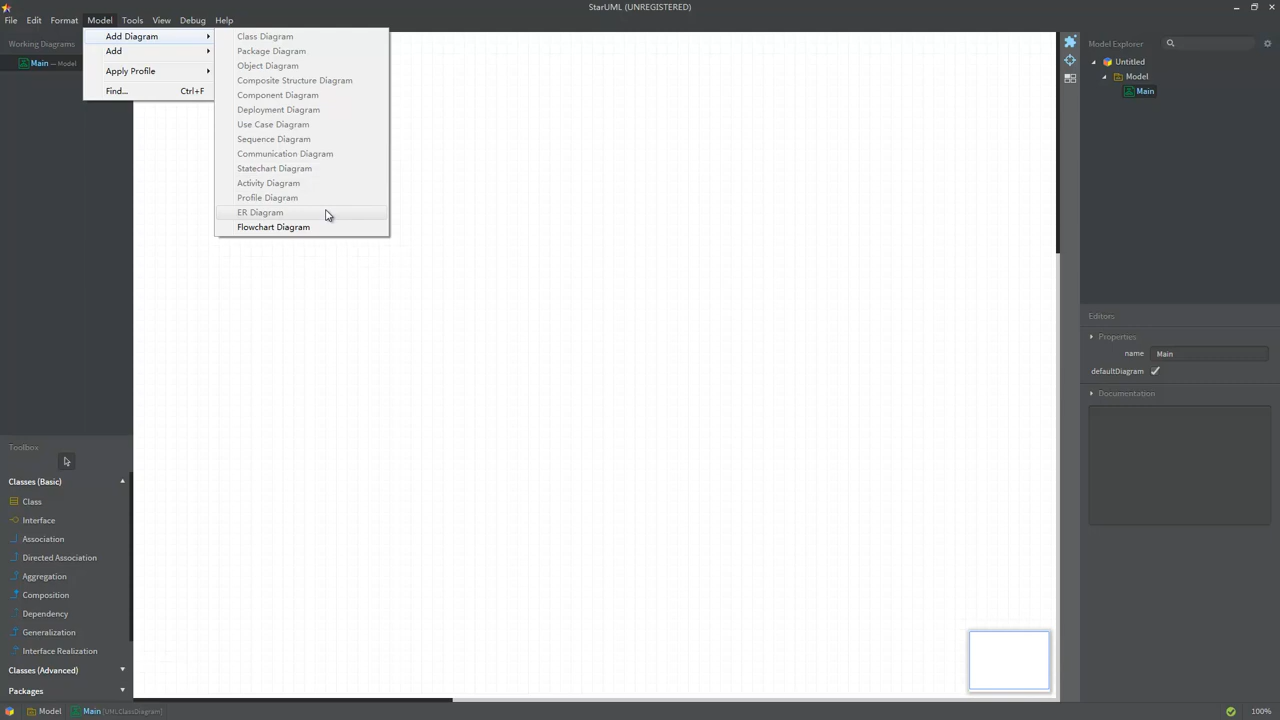 StarUML (UNREGISTERED)
File Edit Format Model Tools View Debug Help
Working Diagrams
Main — Model
Add Diagram
Add
Apply Profile
Find... Ctrl+F
Class Diagram
Package Diagram
Object Diagram
Composite Structure Diagram
Component Diagram
Deployment Diagram
Use Case Diagram
Sequence Diagram
Communication Diagram
Statechart Diagram
Activity Diagram
Profile Diagram
ER Diagram
Flowchart Diagram
Model Explorer
Untitled
Model
Main
Editors
Properties
name Main
defaultDiagram
Documentation
Toolbox
Classes (Basic)
Class
Interface
Association
Directed Association
Aggregation
Composition
Dependency
Generalization
Interface Realization
Classes (Advanced)
Packages
Model Main (UMLClassDiagram) 100%